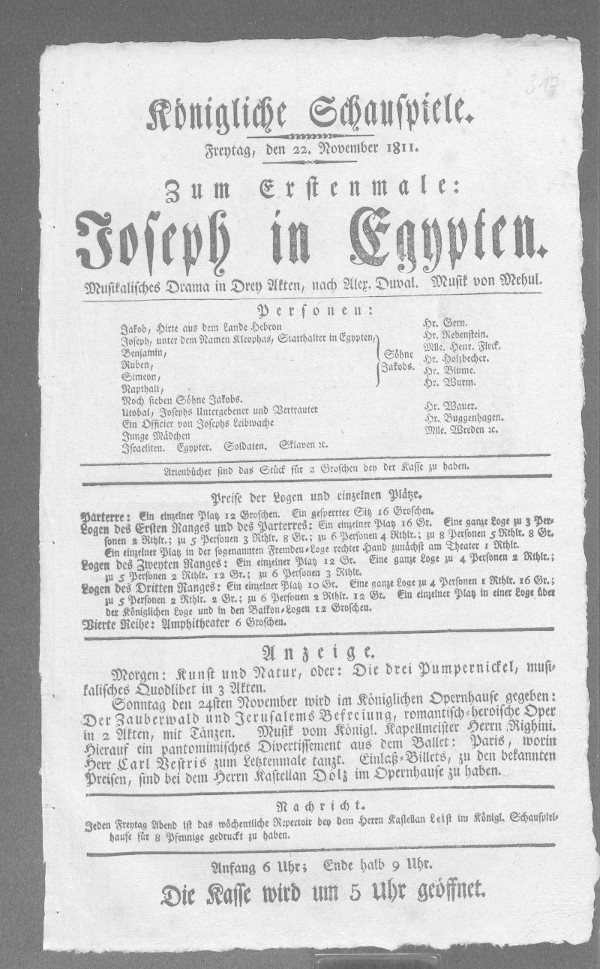 317
Königliche Schauspiele.
Freytag, den 22. November 1811.
Zum Erstenmale:
Joseph in Egypten.
Musikalisches Drama in Drey Akten, nach Alex. Duval. Musik von Mehul.
Personen:
Jakob, Hirte aus dem Lande Hebron Hr. Gern.
Joseph, unter dem Namen Kleophas, Statthalter in Egypten, Hr. Rebenstein.
Benjamin, Mlle. Henr. Fleck.
Ruben, Söhne Jakobs. Hr. Holzbecher.
Simeon, Hr. Blume.
Napthali, Hr. Wurm.
Noch sieben Söhne Jakobs.
Utobal, Josephs Untergebener und Vertrauter Hr. Wauer.
Ein Officier von Josephs Leibwache Hr. Buggenhagen.
Junge Mädchen Mlle. Wreden ꝛc.
Israeliten. Egypter. Soldaten. Sklaven ꝛc.
Arienbücher sind das Stück für 2 Groschen bey der Kasse zu haben.
Preise der Logen und einzelnen Plätze.
Parterre: Ein einzelner Platz 12 Groschen. Ein gesperrter Sitz 16 Groschen.
Logen des Ersten Ranges und des Parterres: Ein einzelner Platz 16 Gr. Eine ganze Loge zu 3 Per-
sonen 2 Rthlr.; zu 5 Personen 3 Rthlr. 8 Gr.; zu 6 Personen 4 Rthlr.; zu 8 Personen 5 Rthlr. 8 Gr.
Ein einzelner Platz in der sogenannten Fremden-Loge rechter Hand zunächst am Theater 1 Rthlr.
Logen des Zweyten Ranges: Ein einzelner Platz 12 Gr. Eine ganze Loge zu 4 Personen 2 Rthlr.;
zu 5 Personen 2 Rthlr. 12 Gr.; zu 6 Personen 3 Rthlr.
Logen des Dritten Ranges: Ein einzelner Platz 10 Gr. Eine ganze Loge zu 4 Personen 1 Rthlr. 16 Gr.;
zu 5 Personen 2 Rthlr. 2 Gr.; zu 6 Personen 2 Rthlr. 12 Gr. Ein einzelner Platz in einer Loge über
der Königlichen Loge und in den Balkon-Logen 12 Groschen.
Vierte Reihe: Amphitheater 6 Groschen.
Anzeige.
Morgen: Kunst und Natur, oder: Die drei Pumpernickel, musi-
kalisches Quodlibet in 3 Akten.
Sonntag den 24sten November wird im Königlichen Opernhause gegeben:
Der Zauberwald und Jerusalems Befreiung, romantisch-heroische Oper
in 2 Akten, mit Tänzen. Musik vom Königl. Kapellmeister Herrn Righini.
Hierauf ein pantomimisches Divertissement aus dem Ballet: Paris, worin
Herr Carl Vestris zum Letztenmale tanzt. Einlaß-Billets, zu den bekannten
Preisen, sind bei dem Herrn Kastellan Dölz im Opernhause zu haben.
Nachricht.
Jeden Freytag Abend ist das wöchentliche Repertoir bey dem Herrn Kastellan Leist im Königl. Schauspiel-
hause für 8 Pfennige gedruckt zu haben.
Anfang 6 Uhr; Ende halb 9 Uhr.
Die Kasse wird um 5 Uhr geöffnet.